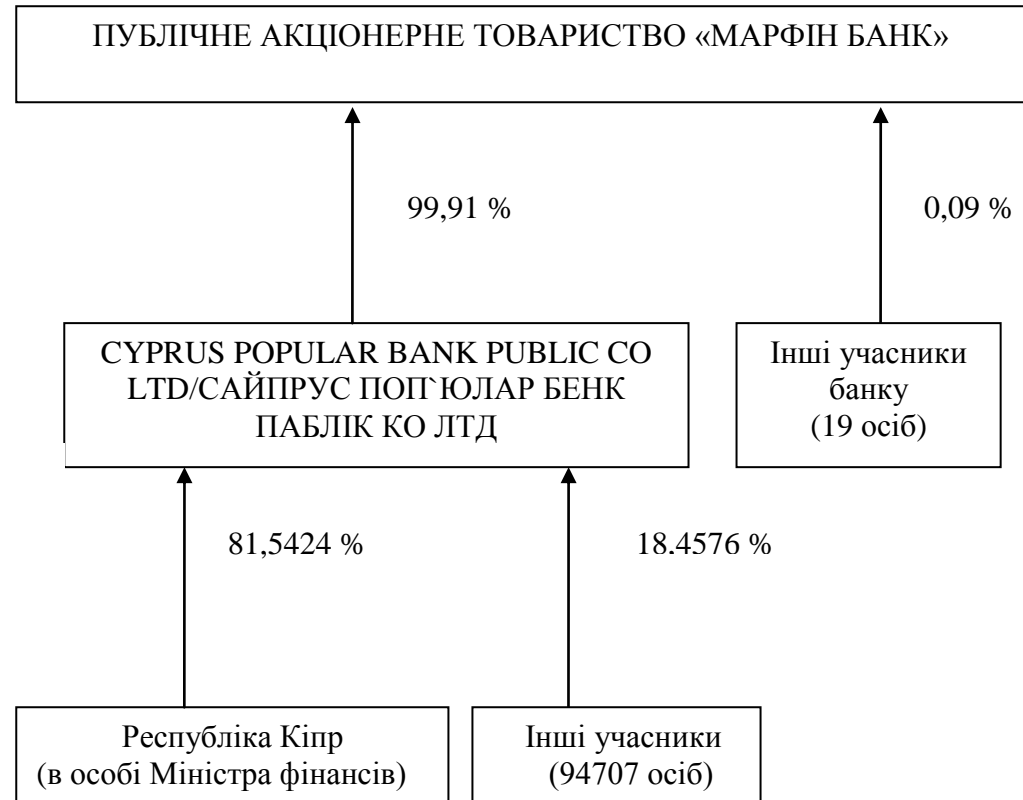 ПУБЛІЧНЕ АКЦІОНЕРНЕ ТОВАРИСТВО «МАРФІН БАНК»
99,91 %
0,09 %
CYPRUS POPULAR BANK PUBLIC CO
LTD/САЙПРУС ПОП`ЮЛАР БЕНК
ПАБЛІК КО ЛТД
Інші учасники
банку
(19 осіб)
81,5424 %
18,4576 %
Республіка Кіпр
(в особі Міністра фінансів)
Інші учасники
(94707 осіб)